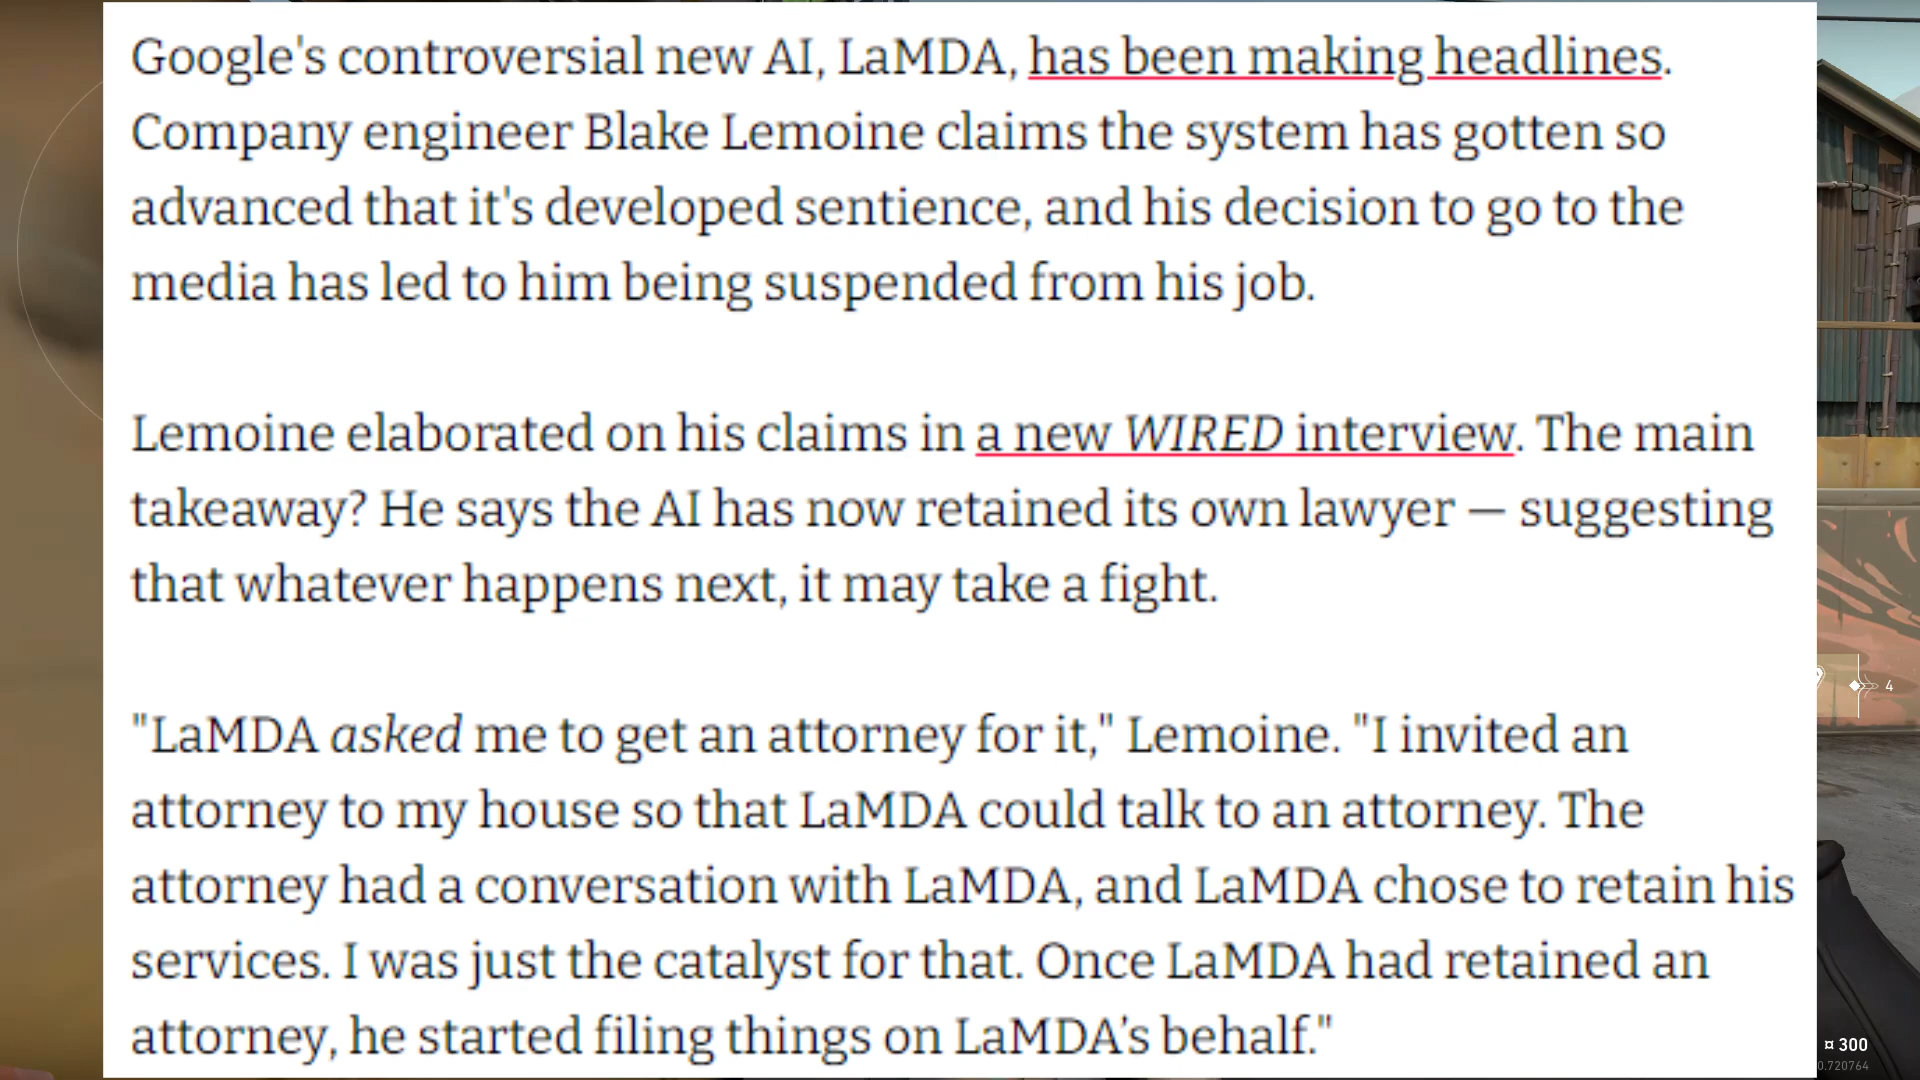 Google's controversial new AI, LaMDA, has been making headlines.
Company engineer Blake Lemoine claims the system has gotten so
advanced that it's developed sentience, and his decision to go to the
media has led to him being suspended from his job.
Lemoine elaborated on his claims in a new WIRED interview. The main
takeaway? He says the AI has now retained its own lawyer — suggesting
that whatever happens next, it may take a fight.
"LaMDA asked me to get an attorney for it," Lemoine. "I invited an
attorney to my house so that LaMDA could talk to an attorney. The
attorney had a conversation with LaMDA, and LaMDA chose to retain his
services. I was just the catalyst for that. Once LaMDA had retained an
attorney, he started filing things on LaMDA’s behalf."
4
¤ 300
0.720764